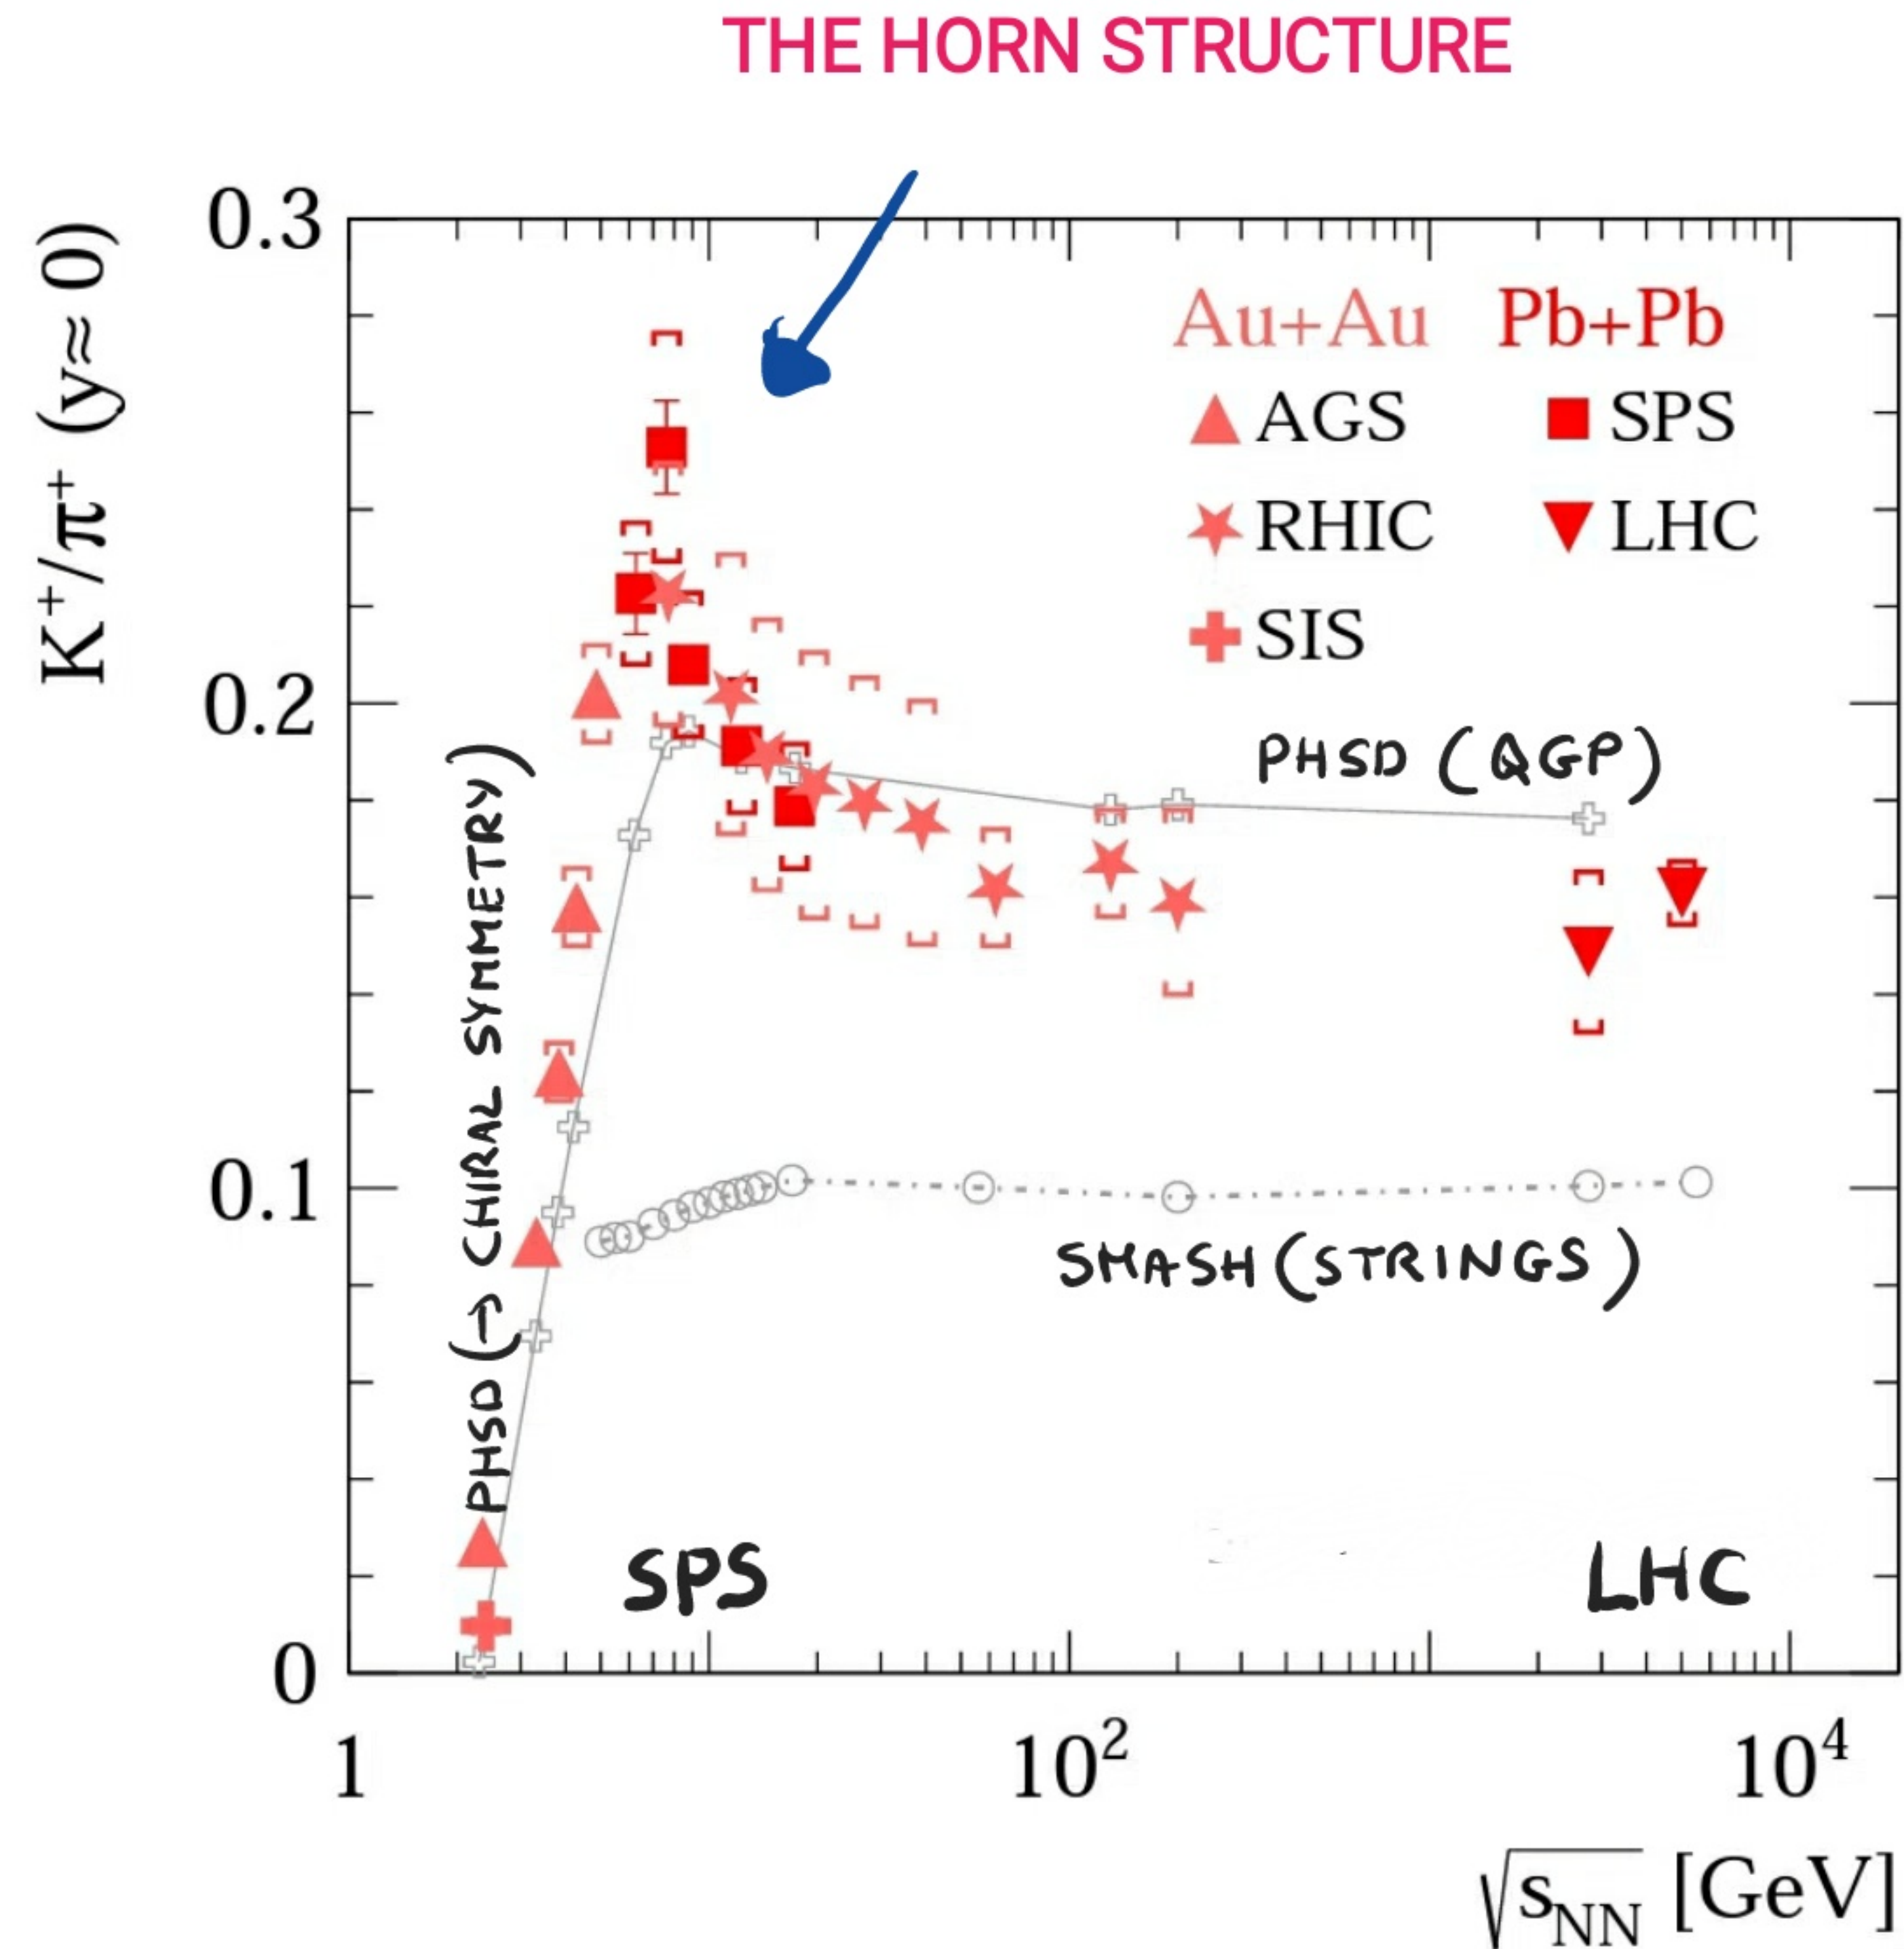 THE HORN STRUCTURE
K⁺/π⁺ (y≈ 0)
0.3
0.2
0.1
0
Au+Au Pb+Pb
AGS SPS
RHIC LHC
SIS
PHSD (QGP)
PHSD (→ CHIRAL SYMMETRY)
SMASH (STRINGS)
SPS LHC
1 10² 10⁴
√sNN [GeV]